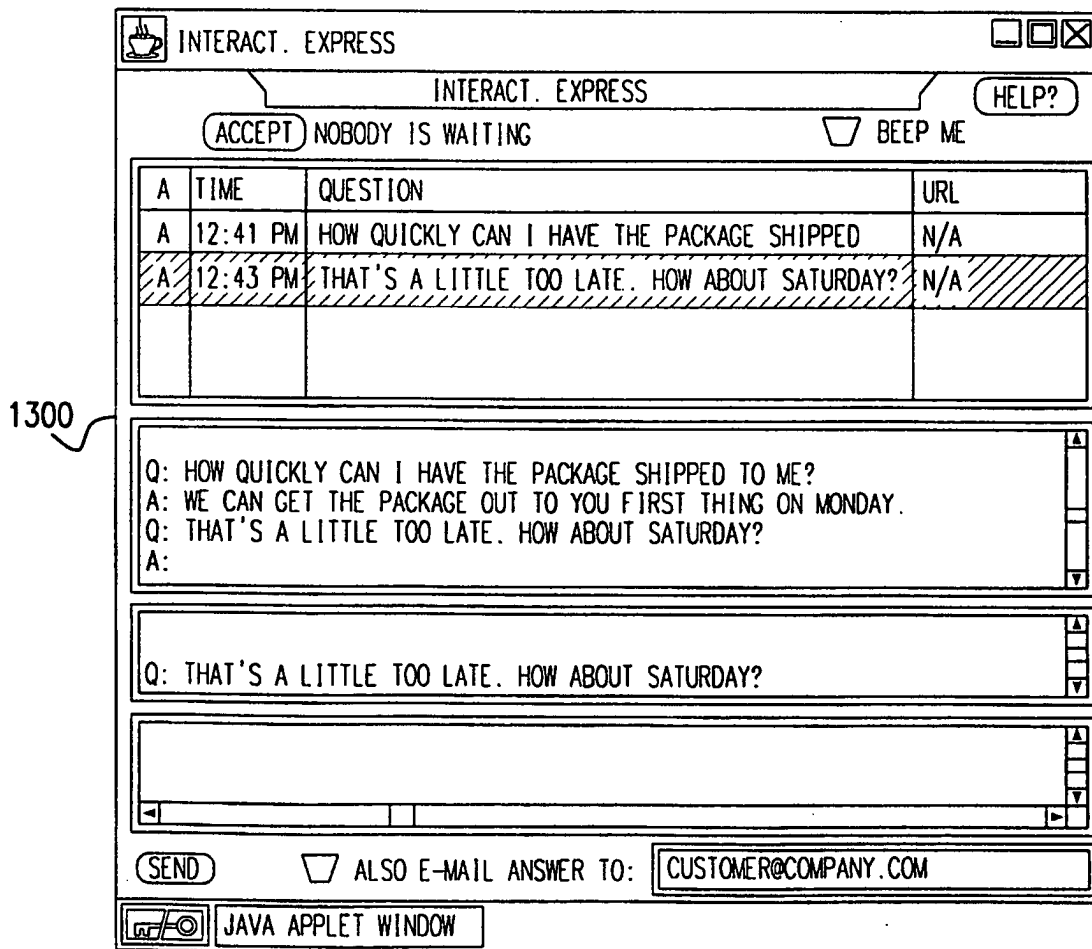 INTERACT. EXPRESS
INTERACT. EXPRESS
HELP?
ACCEPT NOBODY IS WAITING BEEP ME
A TIME QUESTION URL
A 12:41 PM HOW QUICKLY CAN I HAVE THE PACKAGE SHIPPED N/A
A 12:43 PM THAT'S A LITTLE TOO LATE. HOW ABOUT SATURDAY? N/A
1300
Q: HOW QUICKLY CAN I HAVE THE PACKAGE SHIPPED TO ME?
A: WE CAN GET THE PACKAGE OUT TO YOU FIRST THING ON MONDAY.
Q: THAT'S A LITTLE TOO LATE. HOW ABOUT SATURDAY?
A:
Q: THAT'S A LITTLE TOO LATE. HOW ABOUT SATURDAY?
SEND ALSO E-MAIL ANSWER TO: CUSTOMER@COMPANY.COM
JAVA APPLET WINDOW